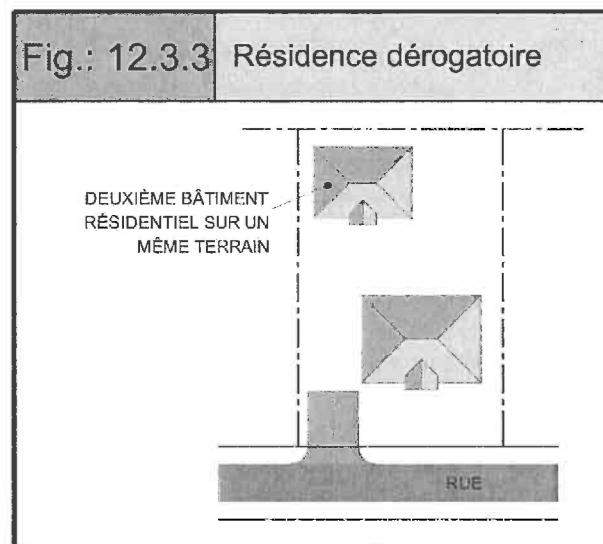 Fig.: 12.3.3
Résidence dérogatoire
DEUXIÈME BÂTIMENT
RÉSIDENTIEL SUR UN
MÊME TERRAIN
RUE